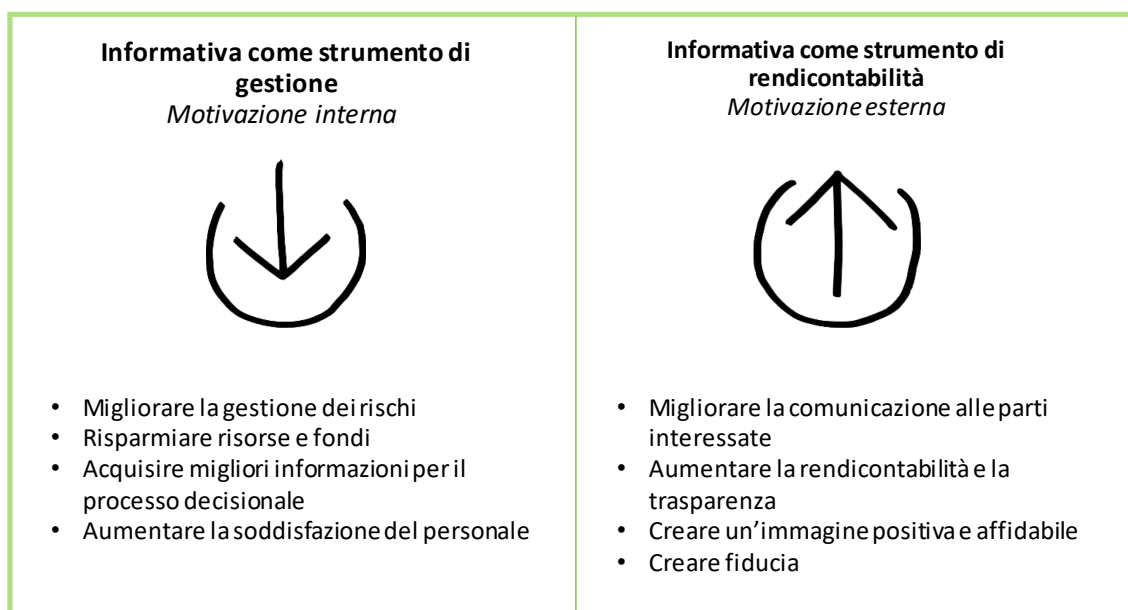 Informativa come strumento di
gestione
Motivazione interna
• Migliorare la gestione dei rischi
• Risparmiare risorse e fondi
• Acquisire migliori informazioni per il
processo decisionale
• Aumentare la soddisfazione del personale
Informativa come strumento di
rendicontabilità
Motivazione esterna
• Migliorare la comunicazione alle parti
interessate
• Aumentare la rendicontabilità e la
trasparenza
• Creare un’immagine positiva e affidabile
• Creare fiducia